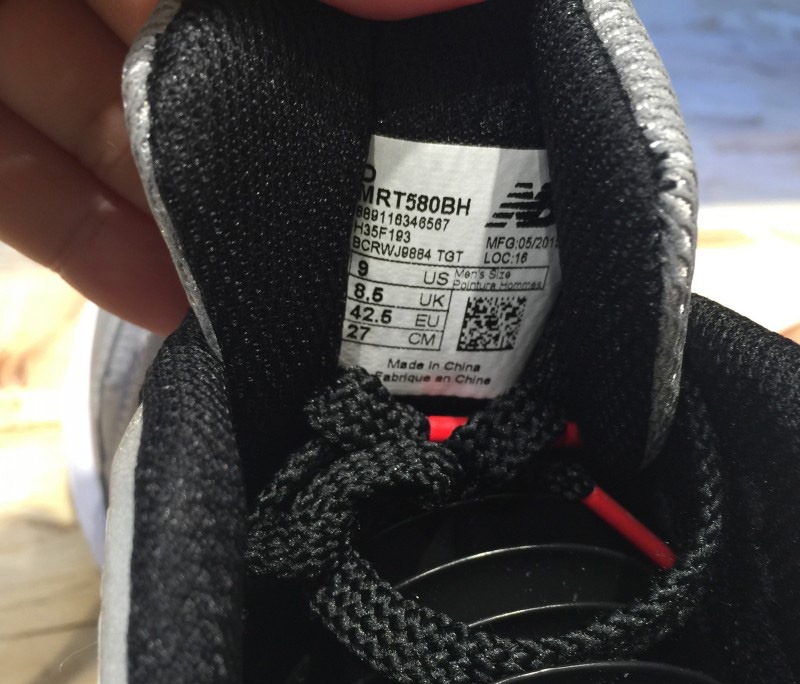 D
MRT580BH
889116346567
H35F193
BCRWJ9884 TGT
MFG:05/201
LOC:16
9 US Men's Size
Pointure Hommes
8.5 UK
42.5 EU
27 CM
Made in China
Fabrique en Chine